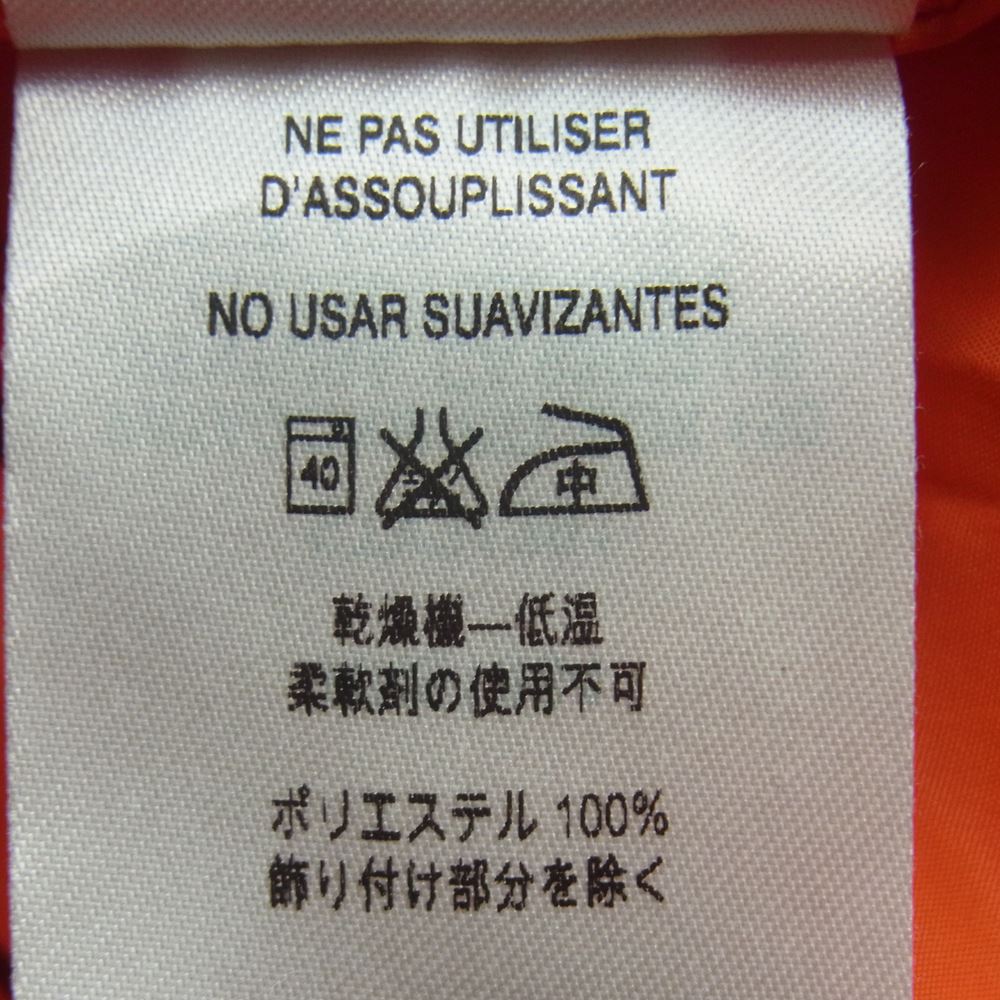 NE PAS UTILISER
D'ASSOUPLISSANT
NO USAR SUAVIZANTES
40 中
乾燥機—低温
柔軟剤の使用不可
ポリエステル 100%
飾り付け部分を除く